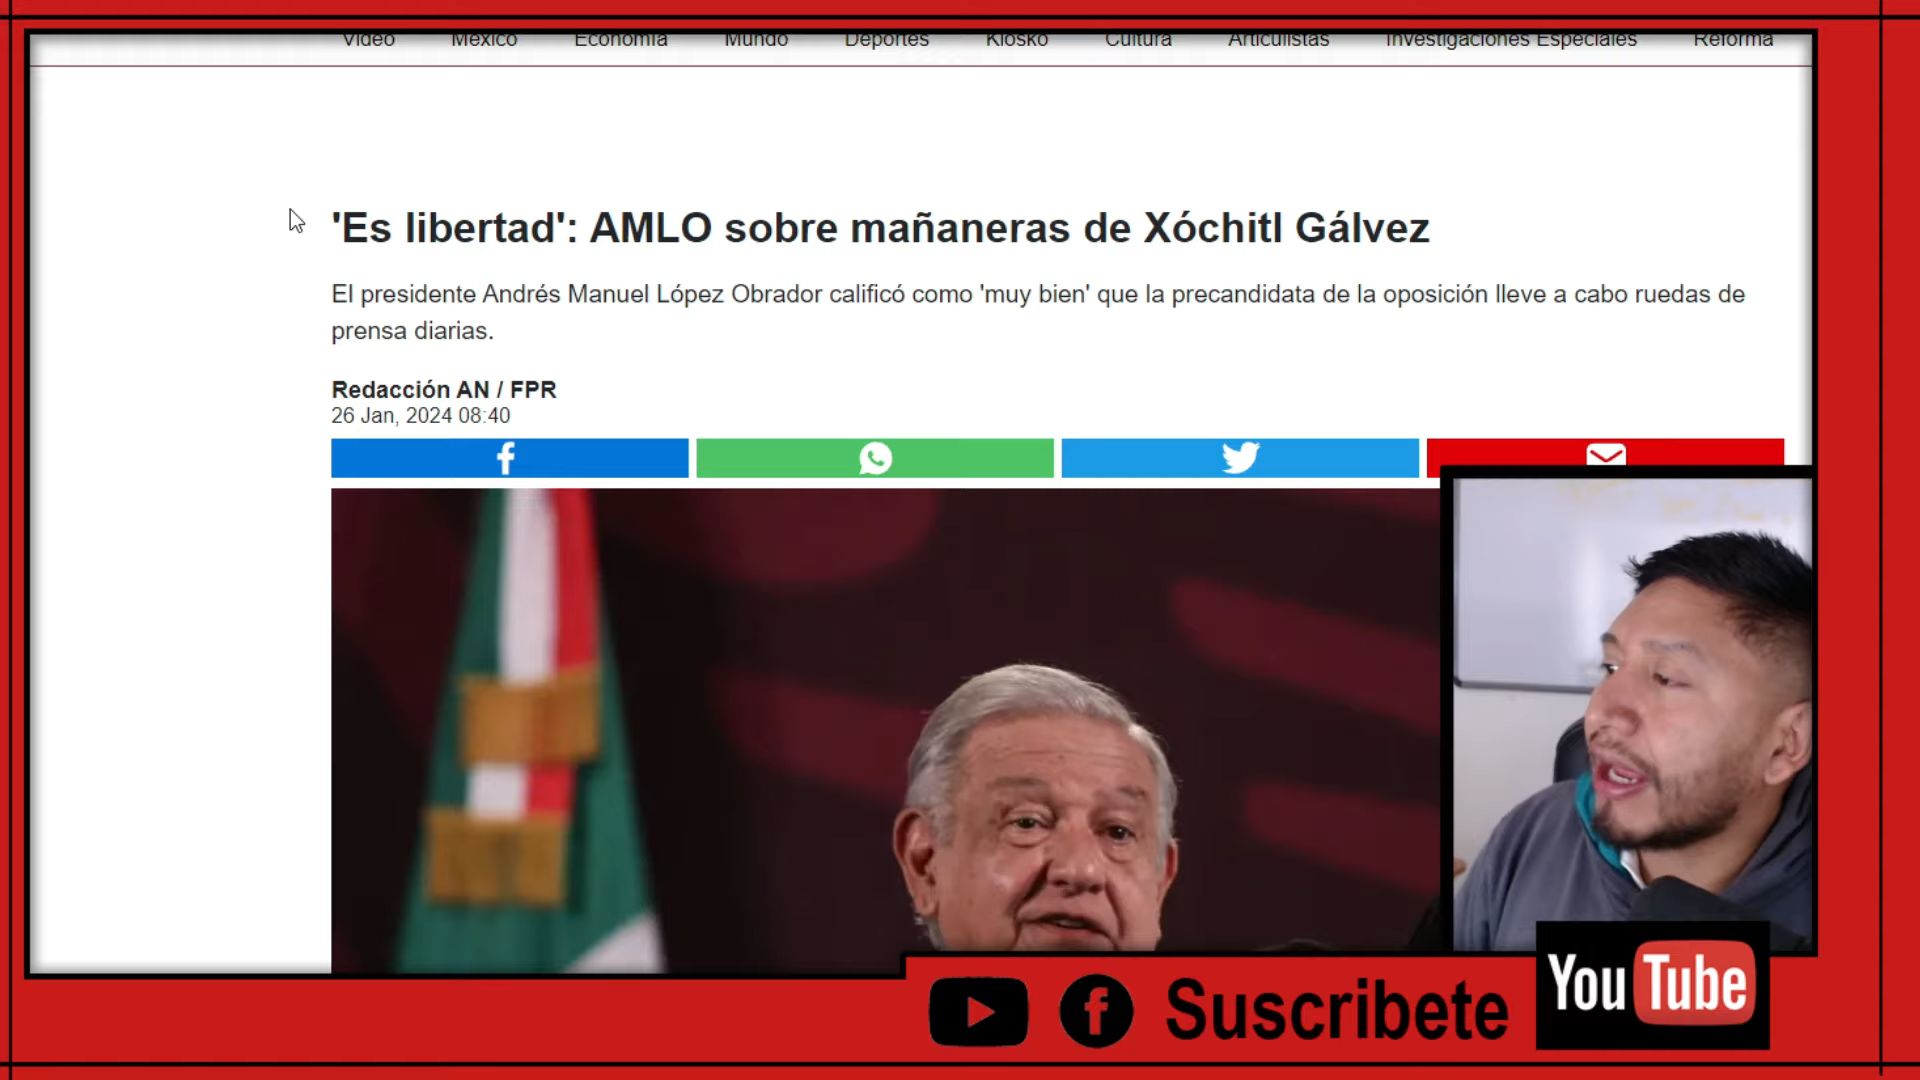 Video México Economía Mundo Deportes Kiosko Cultura Articulistas Investigaciones Especiales Reforma
'Es libertad': AMLO sobre mañaneras de Xóchitl Gálvez
El presidente Andrés Manuel López Obrador calificó como 'muy bien' que la precandidata de la oposición lleve a cabo ruedas de
prensa diarias.
Redacción AN / FPR
26 Jan, 2024 08:40
Suscribete
YouTube